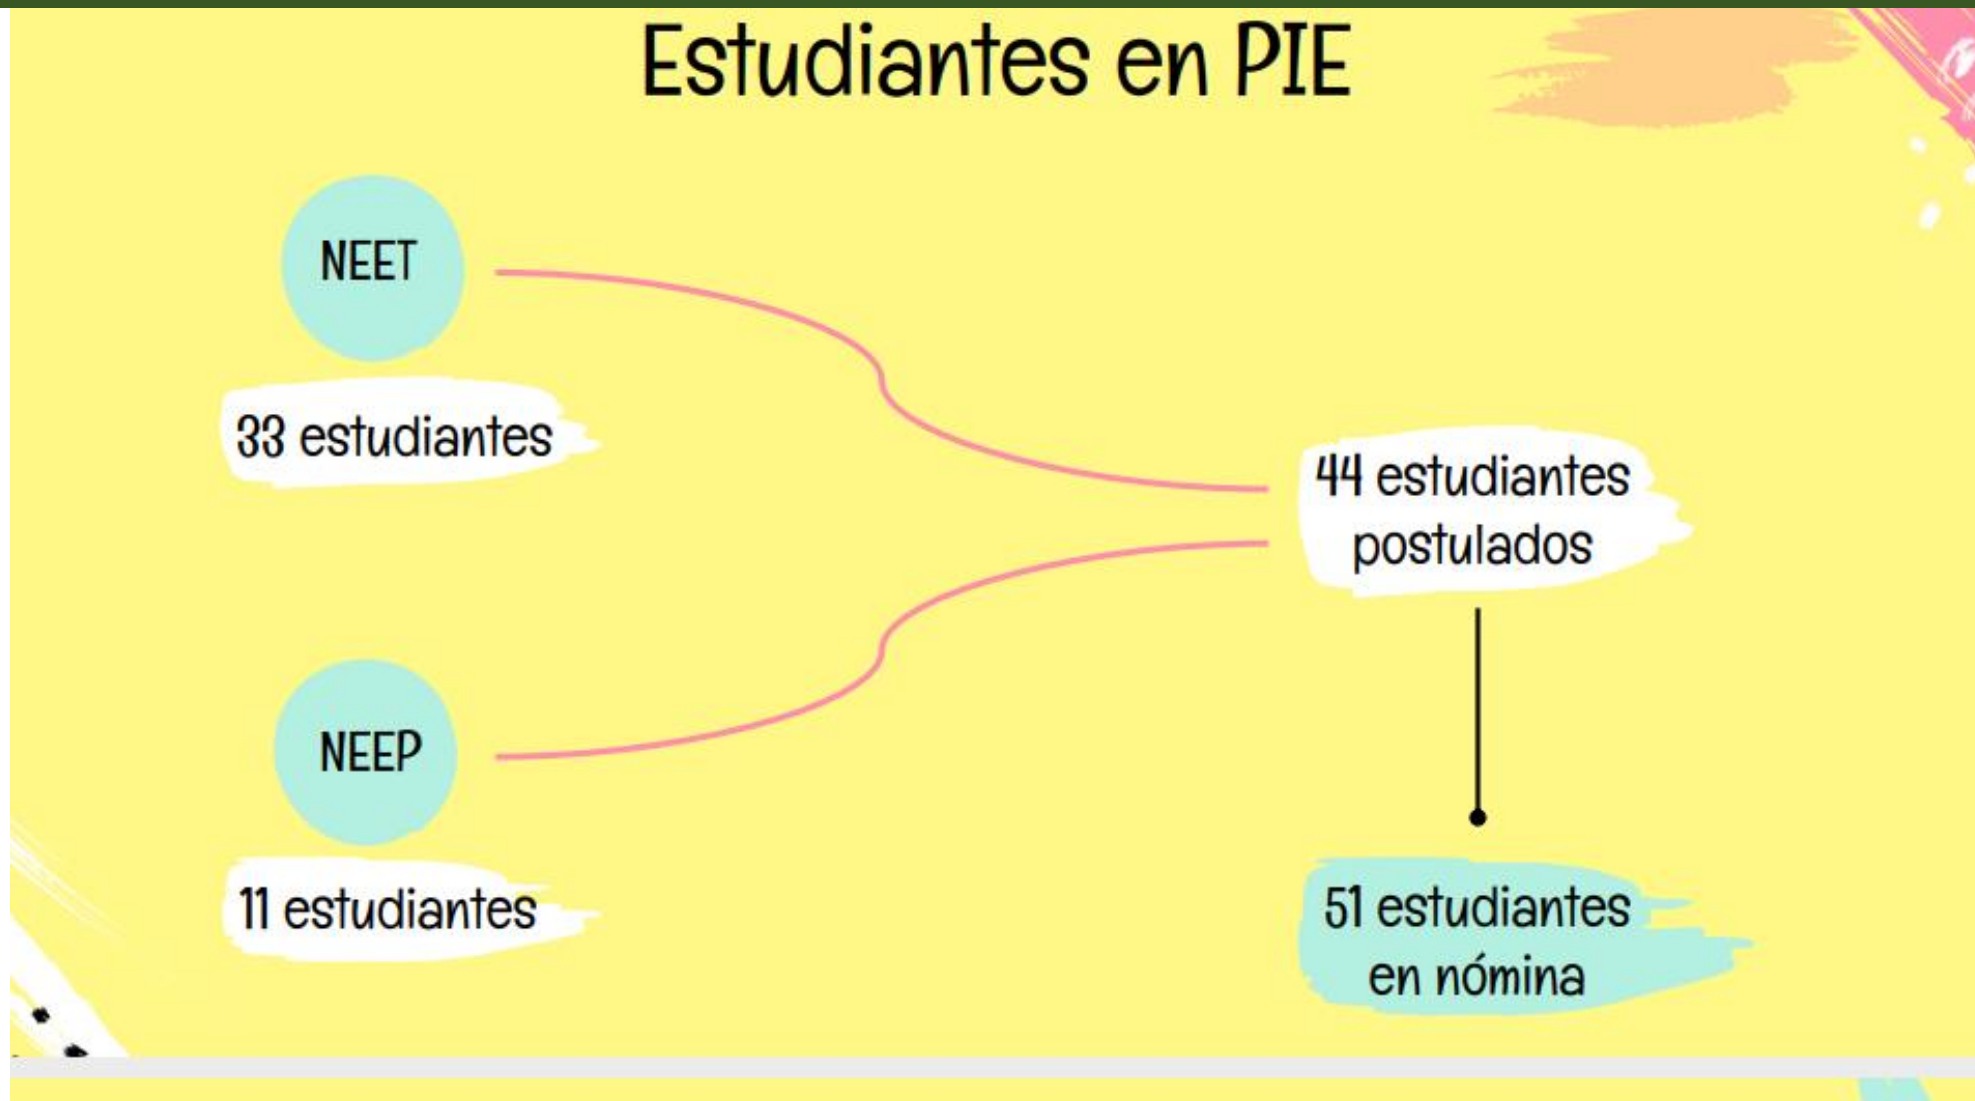 Estudiantes en PIE
NEET
33 estudiantes
44 estudiantes
postulados
NEEP
11 estudiantes
51 estudiantes
en nómina